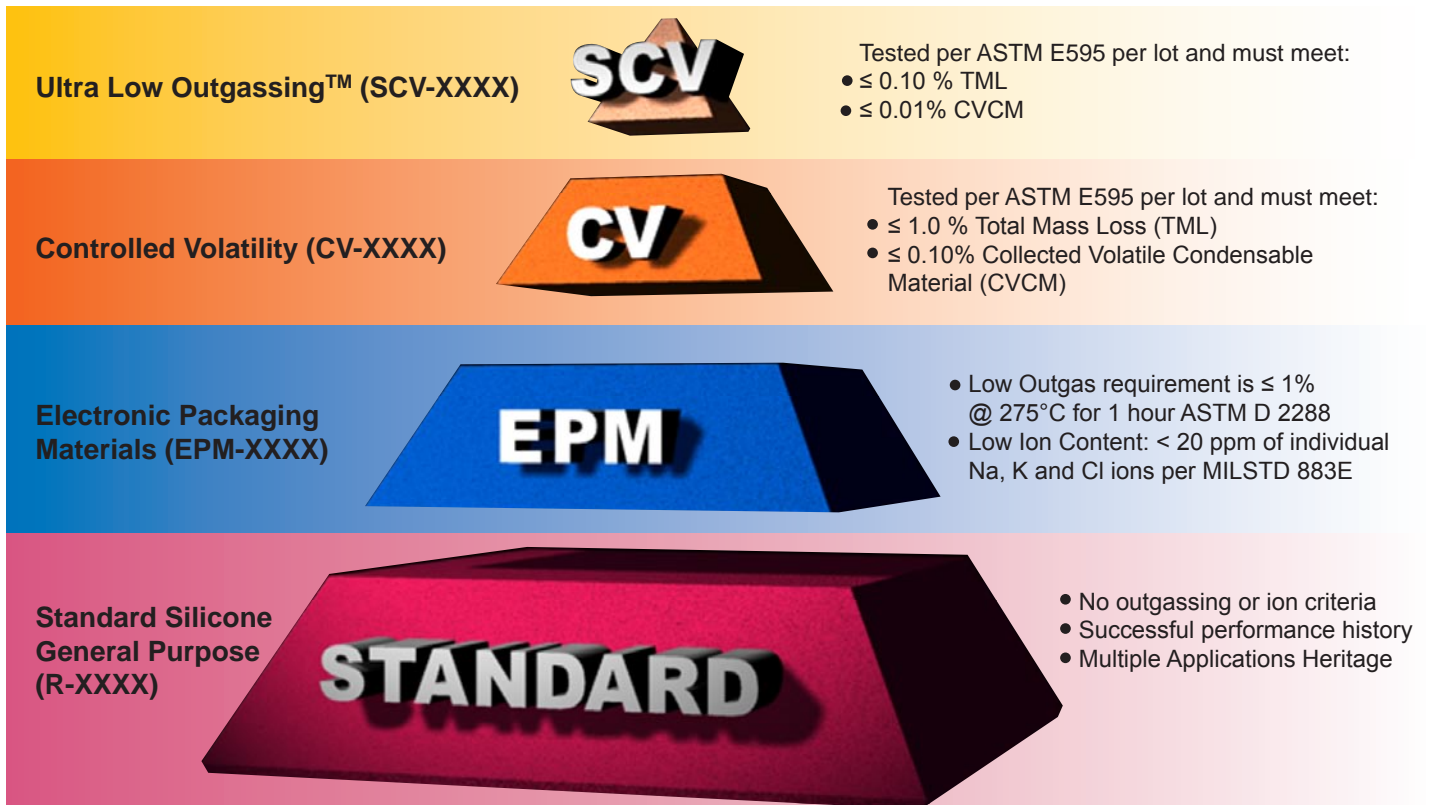 Ultra Low Outgassing™ (SCV-XXXX)
SCV
Tested per ASTM E595 per lot and must meet:
• ≤ 0.10 % TML
• ≤ 0.01% CVCM
Controlled Volatility (CV-XXXX)
CV
Tested per ASTM E595 per lot and must meet:
• ≤ 1.0 % Total Mass Loss (TML)
• ≤ 0.10% Collected Volatile Condensable
Material (CVCM)
Electronic Packaging
Materials (EPM-XXXX)
EPM
• Low Outgas requirement is ≤ 1%
@ 275°C for 1 hour ASTM D 2288
• Low Ion Content: < 20 ppm of individual
Na, K and Cl ions per MILSTD 883E
Standard Silicone
General Purpose
(R-XXXX)
STANDARD
• No outgassing or ion criteria
• Successful performance history
• Multiple Applications Heritage